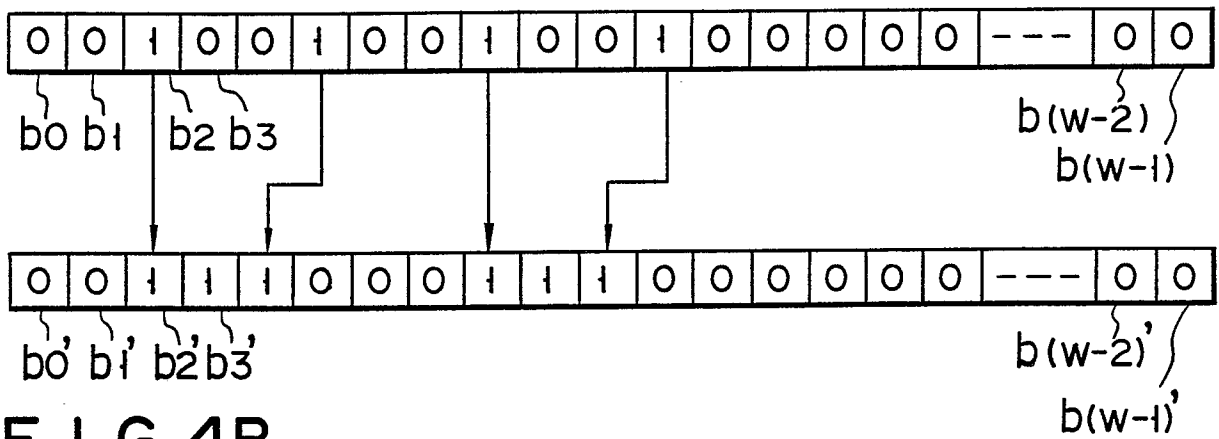 0 0 1 0 0 1 0 0 1 0 0 1 0 0 0 0 0 --- 0 0
b0 b1 b2 b3 b(w-2)
b(w-1)
0 0 1 1 1 0 0 0 1 1 1 0 0 0 0 0 0 --- 0 0
b0' b1' b2' b3' b(w-2)'
b(w-1)'
FIG. 4B